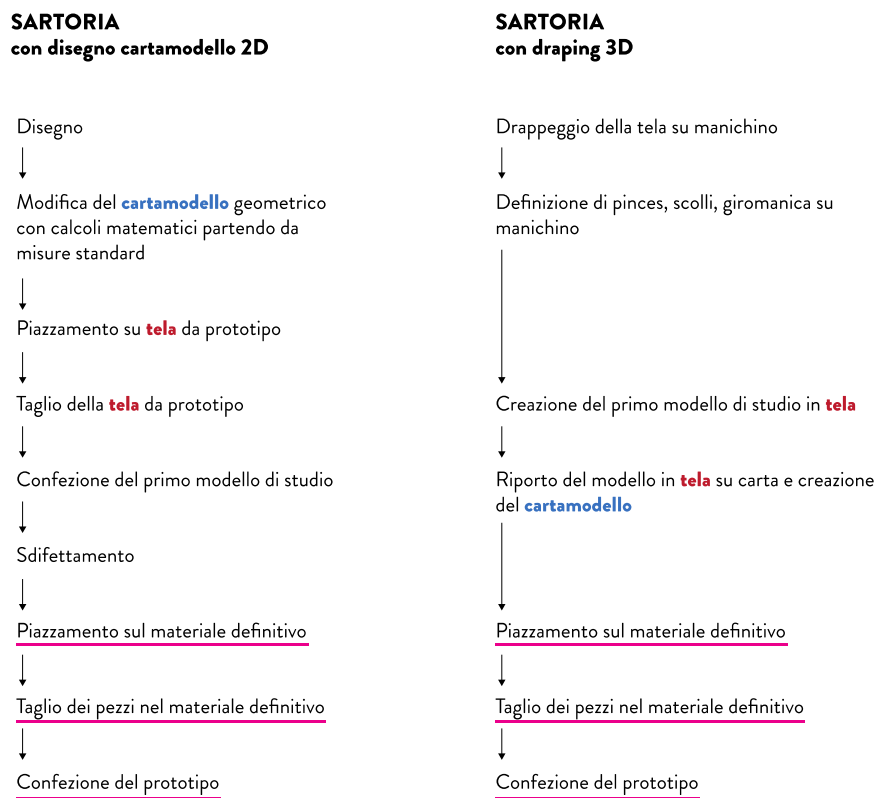 SARTORIA
con disegno cartamodello 2D
Disegno
Modifica del cartamodello geometrico
con calcoli matematici partendo da
misure standard
Piazzamento su tela da prototipo
Taglio della tela da prototipo
Confezione del primo modello di studio
Sdifettamento
Piazzamento sul materiale definitivo
Taglio dei pezzi nel materiale definitivo
Confezione del prototipo
SARTORIA
con draping 3D
Drappeggio della tela su manichino
Definizione di pinces, scolli, giromanica su
manichino
Creazione del primo modello di studio in tela
Riporto del modello in tela su carta e creazione
del cartamodello
Piazzamento sul materiale definitivo
Taglio dei pezzi nel materiale definitivo
Confezione del prototipo